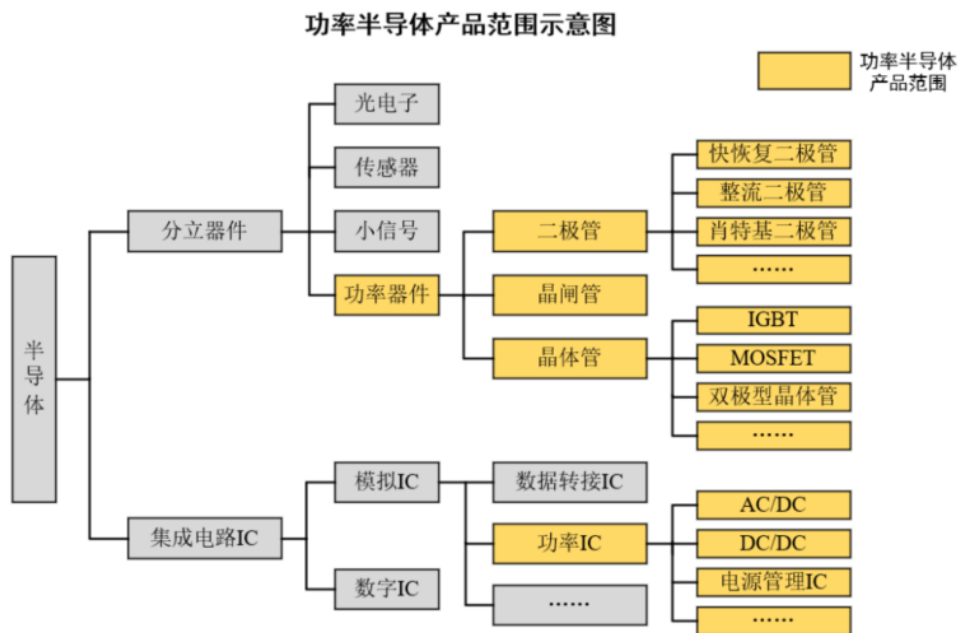 功率半导体产品范围示意图
功率半导体
产品范围
光电子
传感器
快恢复二极管
整流二极管
分立器件
小信号
二极管
肖特基二极管
……
功率器件
晶闸管
IGBT
半导体
晶体管
MOSFET
双极型晶体管
……
模拟IC
数据转接IC
AC/DC
集成电路IC
功率IC
DC/DC
数字IC
电源管理IC
……
……